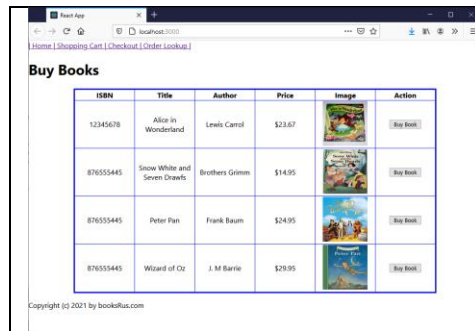 React App
localhost:3000
| Home | Shopping Cart | Checkout | Order Lookup |
Buy Books
ISBN Title Author Price Image Action
12345678 Alice in Wonderland Lewis Carrol $23.67 Buy Book
876555445 Snow White and Seven Drawfs Brothers Grimm $14.95 Buy Book
876555445 Peter Pan Frank Baum $24.95 Buy Book
876555445 Wizard of Oz J. M Barrie $29.95 Peter Pan Buy Book
Copyright (c) 2021 by booksRus.com